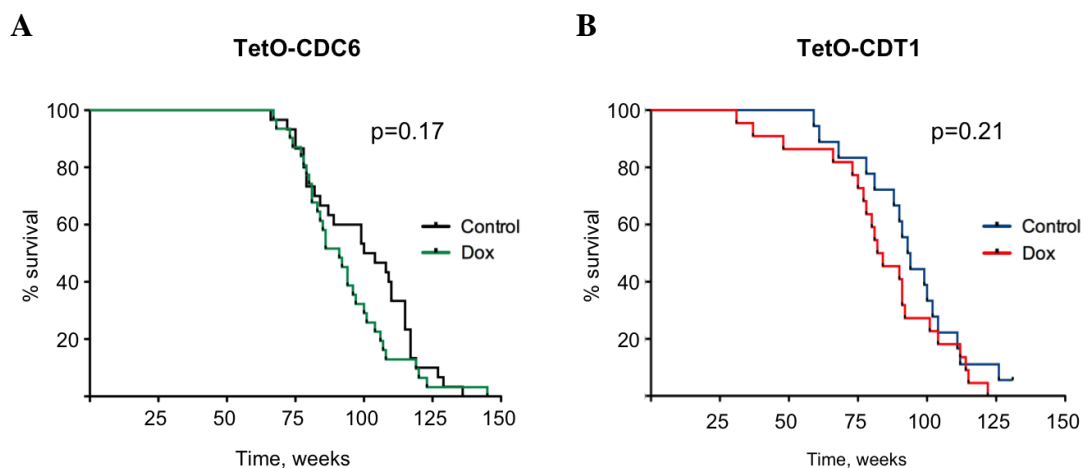 A
TetO-CDC6
100
80
60
40
20
% survival
p=0.17
Control
Dox
25 50 75 100 125 150
Time, weeks
B
TetO-CDT1
100
80
60
40
20
% survival
p=0.21
Control
Dox
25 50 75 100 125 150
Time, weeks